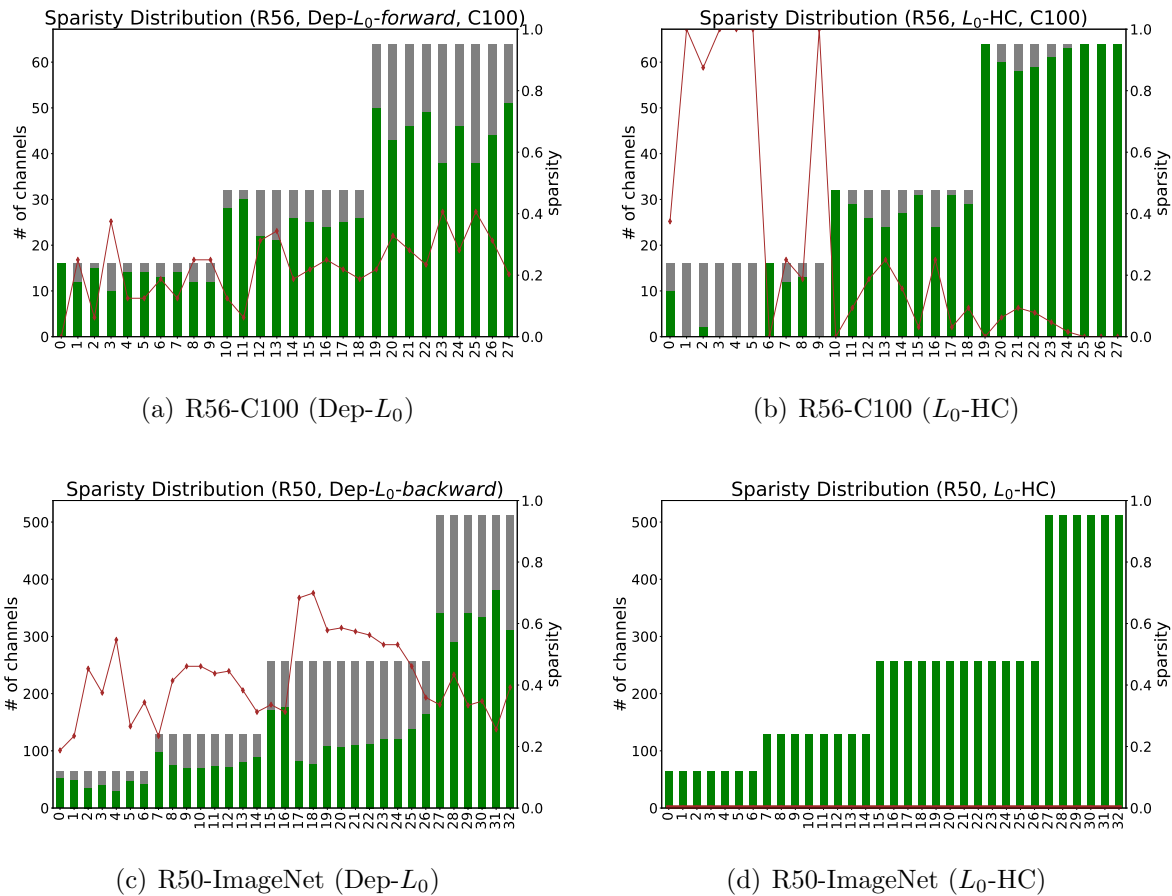 Sparisty Distribution (R56, Dep-L₀-forward, C100)
# of channels
0
10
20
30
40
50
60
0.0
0.2
0.4
0.6
0.8
1.0
sparsity
0 1 2 3 4 5 6 7 8 9 10 11 12 13 14 15 16 17 18 19 20 21 22 23 24 25 26 27
(a) R56-C100 (Dep-L₀)
Sparisty Distribution (R56, L₀-HC, C100)
# of channels
0
10
20
30
40
50
60
0.0
0.2
0.4
0.6
0.8
1.0
sparsity
0 1 2 3 4 5 6 7 8 9 10 11 12 13 14 15 16 17 18 19 20 21 22 23 24 25 26 27
(b) R56-C100 (L₀-HC)
Sparisty Distribution (R50, Dep-L₀-backward)
# of channels
0
100
200
300
400
500
0.0
0.2
0.4
0.6
0.8
1.0
sparsity
0 1 2 3 4 5 6 7 8 9 10 11 12 13 14 15 16 17 18 19 20 21 22 23 24 25 26 27 28 29 30 31 32
(c) R50-ImageNet (Dep-L₀)
Sparisty Distribution (R50, L₀-HC)
# of channels
0
100
200
300
400
500
0.0
0.2
0.4
0.6
0.8
1.0
sparsity
0 1 2 3 4 5 6 7 8 9 10 11 12 13 14 15 16 17 18 19 20 21 22 23 24 25 26 27 28 29 30 31 32
(d) R50-ImageNet (L₀-HC)